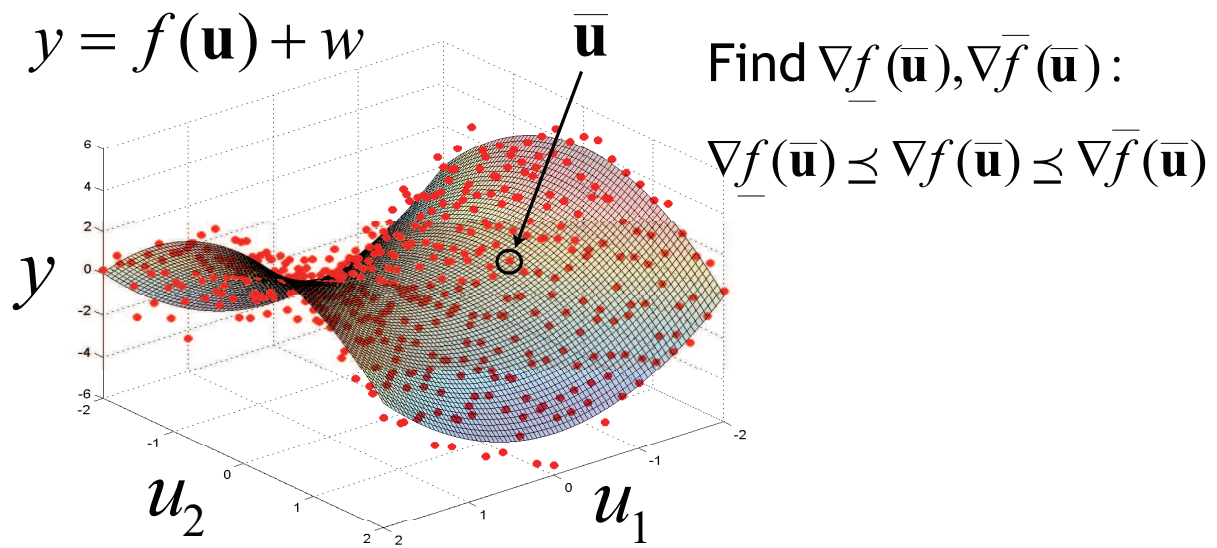 y = f(𝐮) + w
𝐮̅
Find ∇f̲(𝐮̅), ∇f̅(𝐮̅) :
∇f̲(𝐮̅) ⪯ ∇f(𝐮̅) ⪯ ∇f̅(𝐮̅)
6
4
2
0
-2
-4
-6
y
-2
-1
0
1
2
u₂
2
1
0
-1
-2
u₁